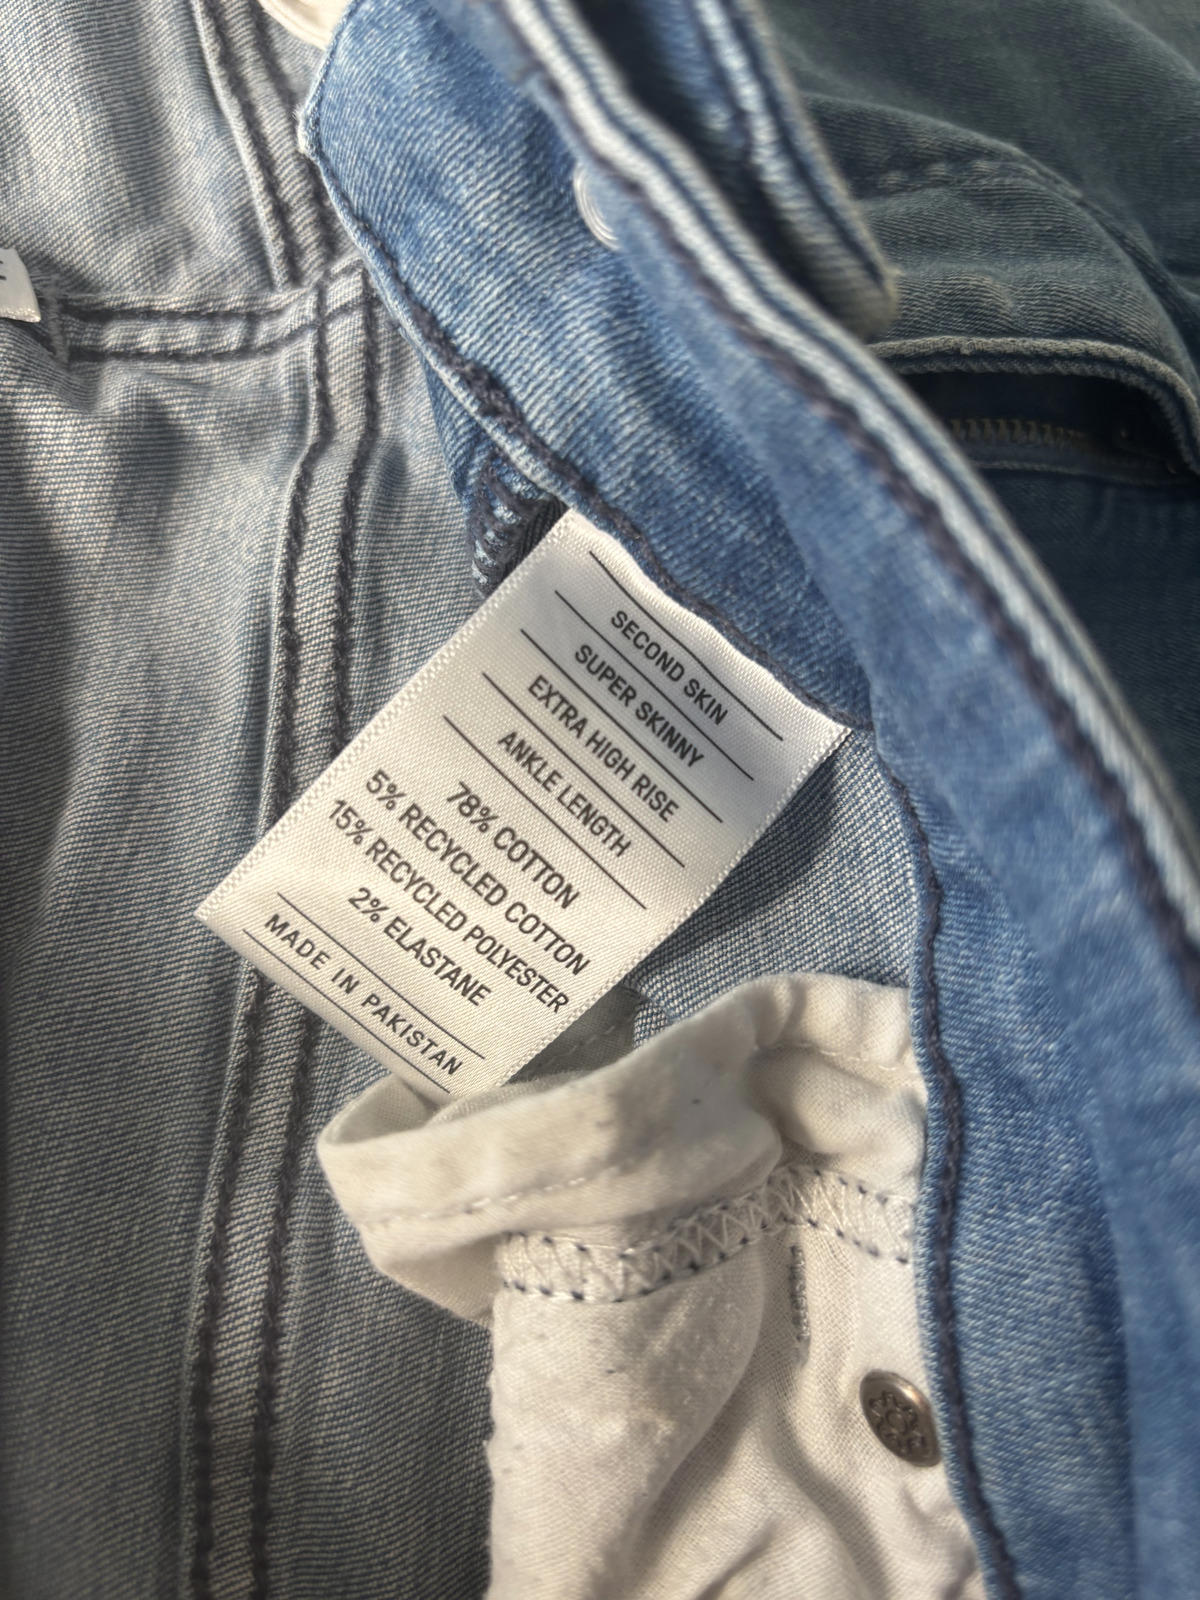 SECOND SKIN
SUPER SKINNY
EXTRA HIGH RISE
ANKLE LENGTH
78% COTTON
5% RECYCLED COTTON
15% RECYCLED POLYESTER
2% ELASTANE
MADE IN PAKISTAN